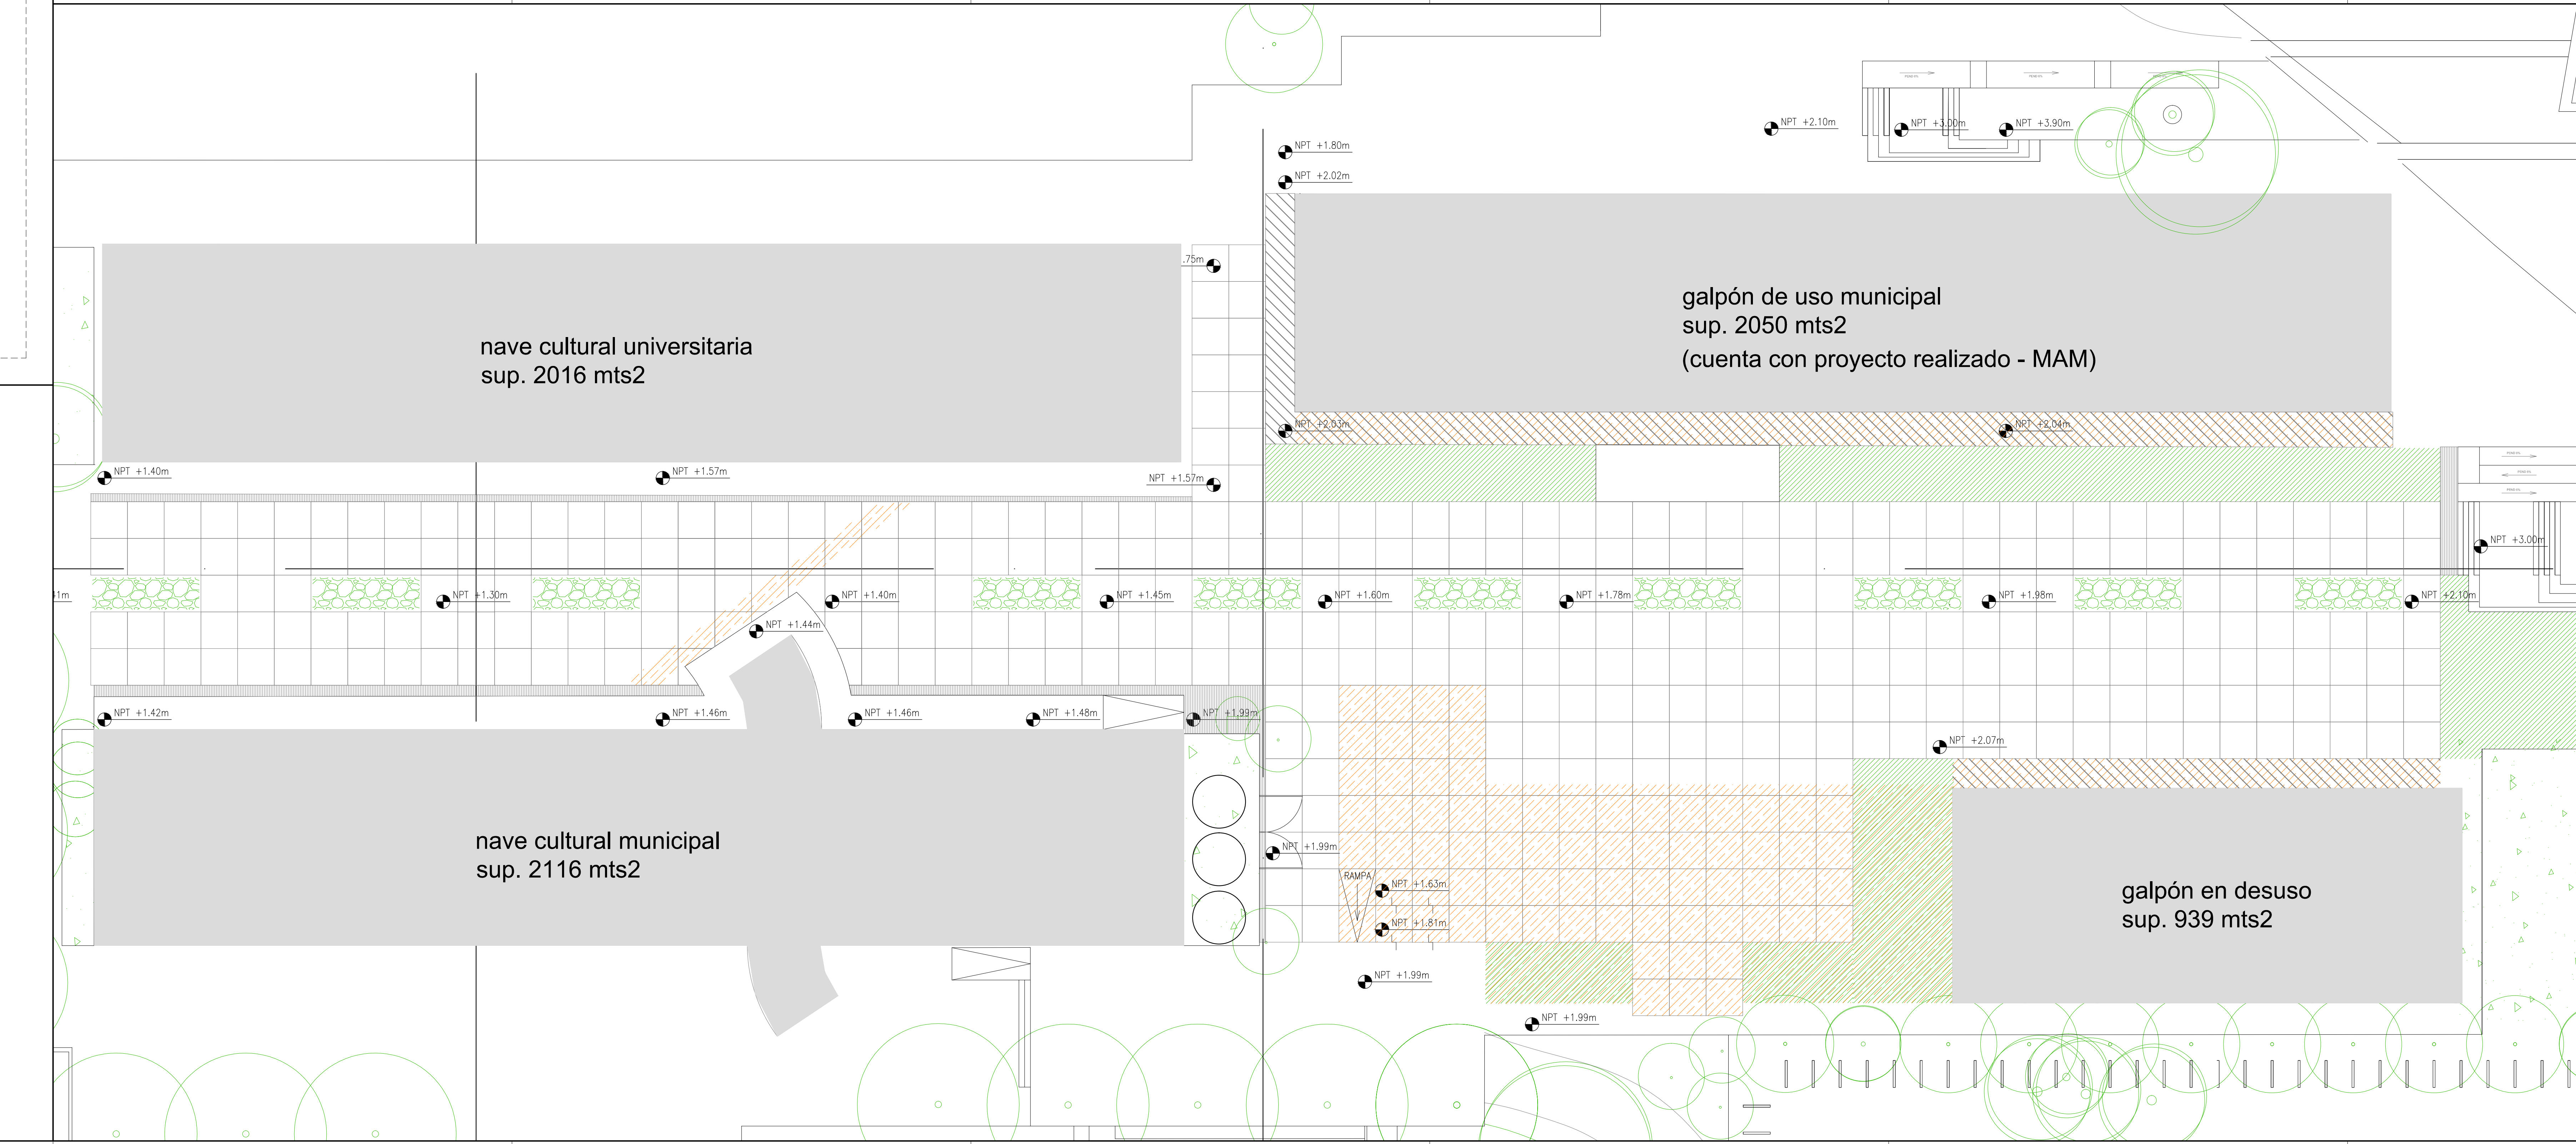 NPT +2.10m
NPT +3.00m
NPT +3.90m
NPT +1.80m
NPT +2.02m
.75m
galpón de uso municipal
sup. 2050 mts2
(cuenta con proyecto realizado - MAM)
nave cultural universitaria
sup. 2016 mts2
NPT +2.03m
NPT +2.04m
NPT +1.40m
NPT +1.57m
NPT +1.57m
NPT +3.00m
41m
NPT +1.30m
NPT +1.40m
NPT +1.45m
NPT +1.60m
NPT +1.78m
NPT +1.98m
NPT +2.10m
NPT +1.44m
NPT +1.42m
NPT +1.46m
NPT +1.46m
NPT +1.48m
NPT +1.99m
NPT +2.07m
nave cultural municipal
sup. 2116 mts2
NPT +1.99m
RAMPA
NPT +1.63m
NPT +1.81m
galpón en desuso
sup. 939 mts2
NPT +1.99m
NPT +1.99m